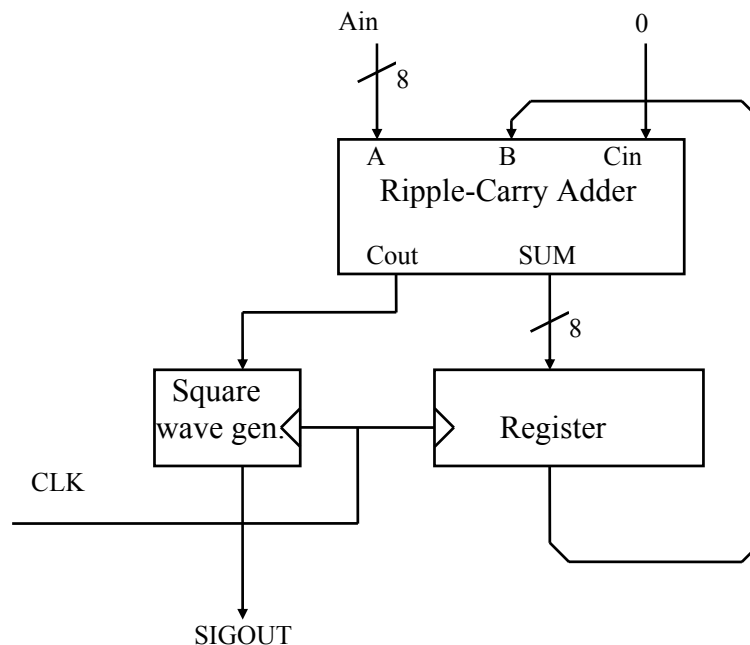 Ain
0
8
A
B
Cin
Ripple-Carry Adder
Cout
SUM
8
Square
wave gen.
Register
CLK
SIGOUT